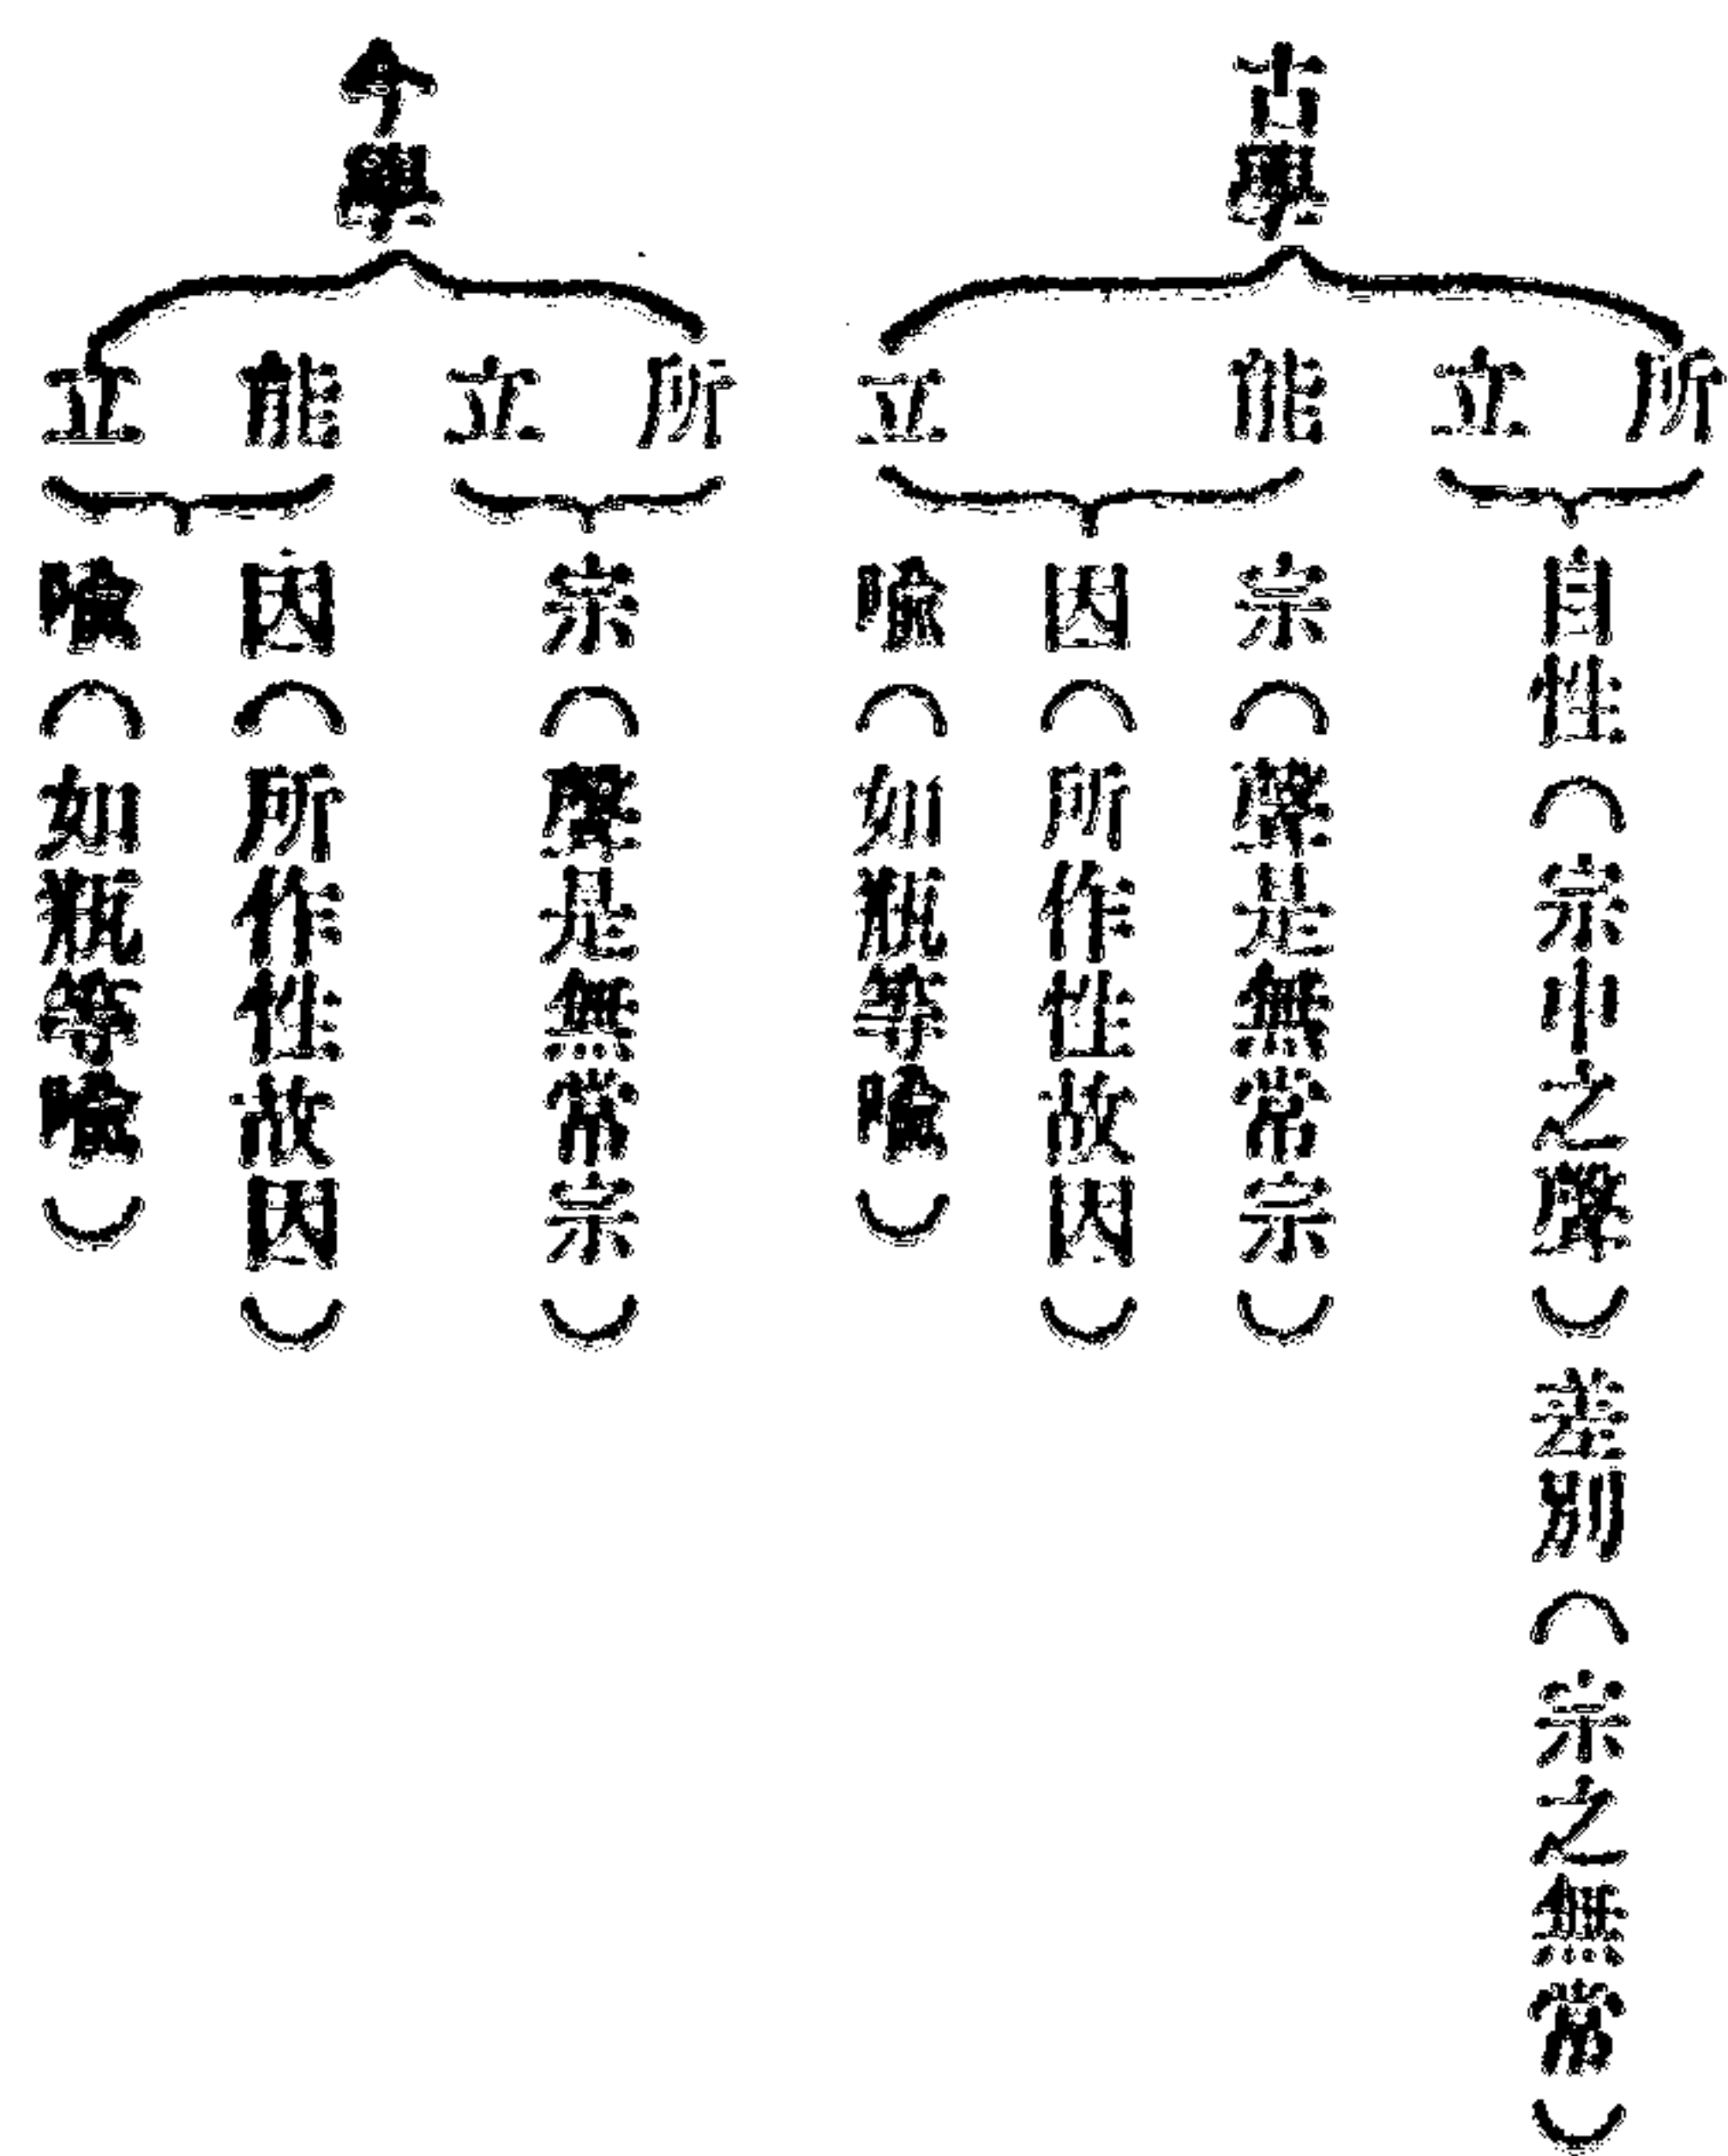 古學
所立
自性（宗中之聲）差別（宗之無常）
能立
宗（聲是無常宗）
因（所作性故因）
喻（如瓶等喻）
今學
所立
宗（聲是無常宗）
能立
因（所作性故因）
喻（如瓶等喻）